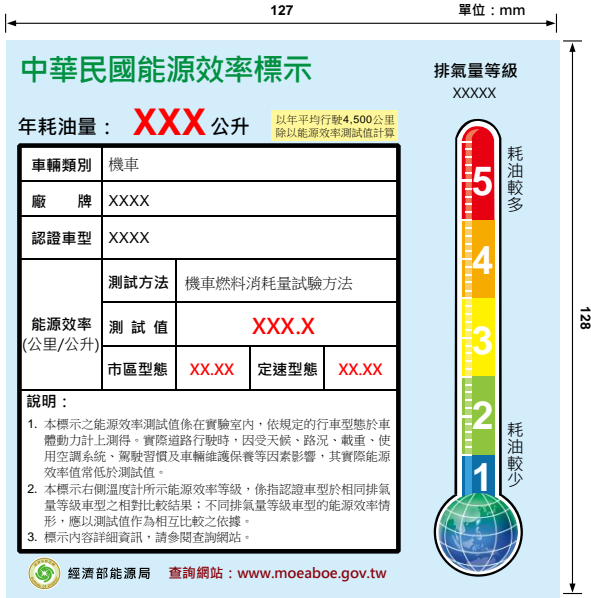 127
單位：mm
中華民國能源效率標示
排氣量等級
XXXXX
年耗油量： XXX 公升
以年平均行駛4,500公里
除以能源效率測試值計算
車輛類別 機車
廠 牌 XXXX
認證車型 XXXX
能源效率
(公里/公升)
測試方法 機車燃料消耗量試驗方法
測 試 值 XXX.X
市區型態 XX.XX 定速型態 XX.XX
說明：
1. 本標示之能源效率測試值係在實驗室內，依規定的行車型態於車
體動力計上測得。實際道路行駛時，因受天候、路況、載重、使
用空調系統、駕駛習慣及車輛維護保養等因素影響，其實際能源
效率值常低於測試值。
2. 本標示右側溫度計所示能源效率等級，係指認證車型於相同排氣
量等級車型之相對比較結果；不同排氣量等級車型的能源效率情
形，應以測試值作為相互比較之依據。
3. 標示內容詳細資訊，請參閱查詢網站。
經濟部能源局 查詢網站：www.moeaboe.gov.tw
耗油較多
5
4
3
2
1
耗油較少
128